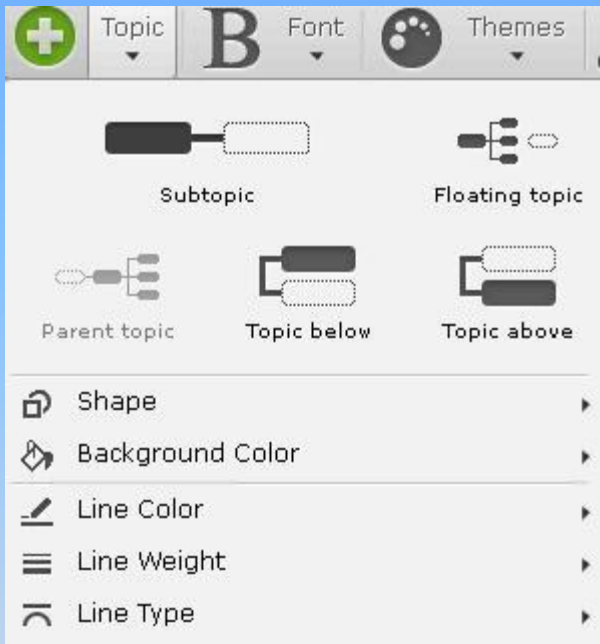 Topic Font Themes
Subtopic Floating topic
Parent topic Topic below Topic above
Shape
Background Color
Line Color
Line Weight
Line Type